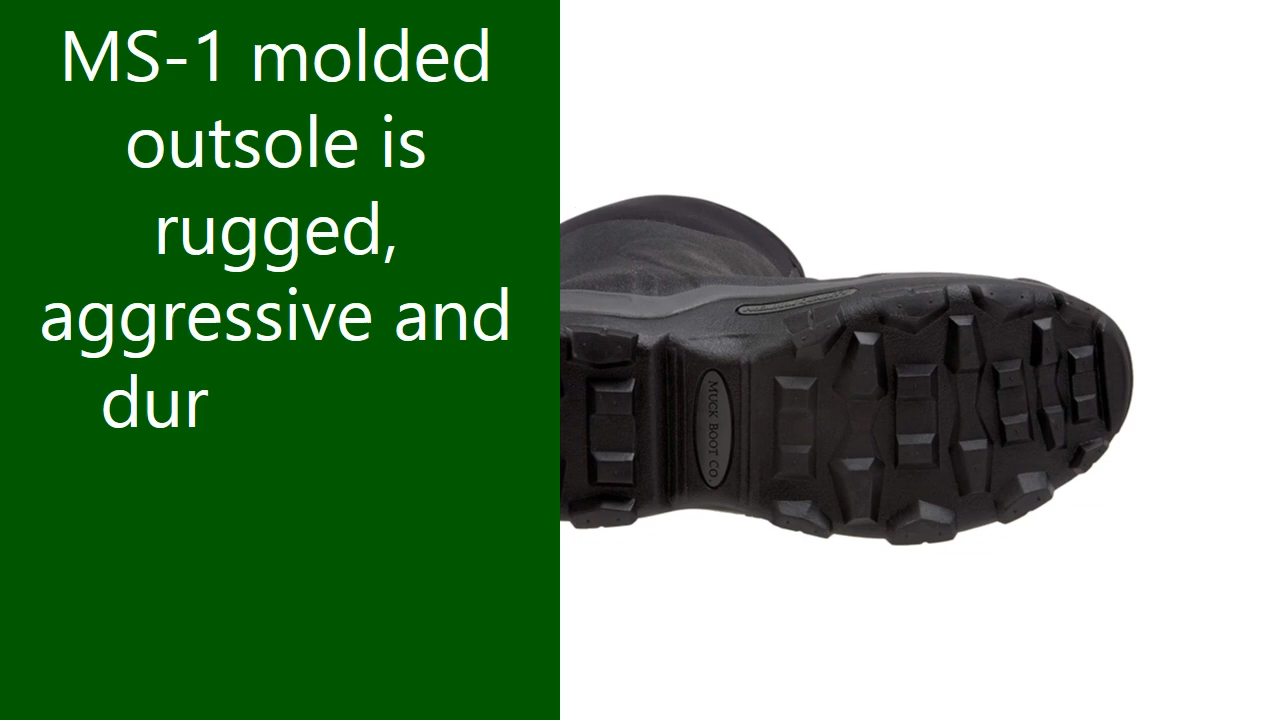 MS-1 molded
outsole is
rugged,
aggressive and
dur
MUCK BOOT CO.